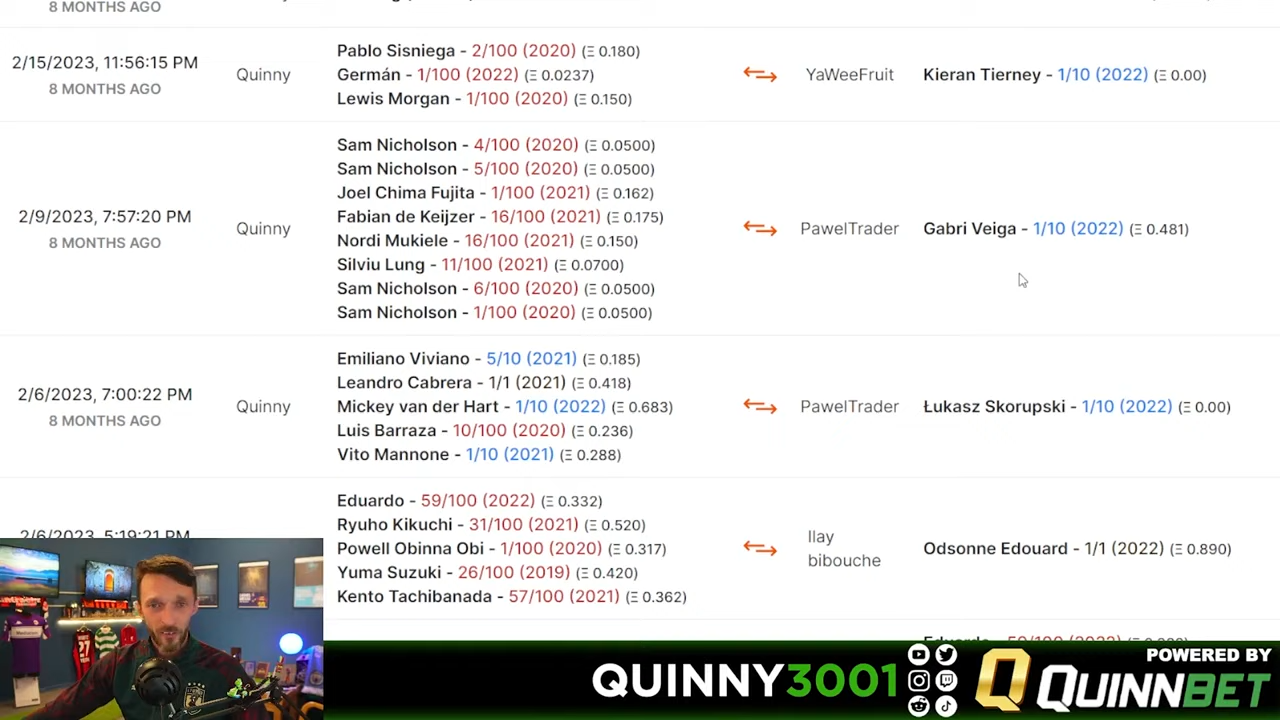 8 MONTHS AGO
2/15/2023, 11:56:15 PM
8 MONTHS AGO
Quinny
Pablo Sisniega - 2/100 (2020) (Ξ 0.180)
Germán - 1/100 (2022) (Ξ 0.0237)
Lewis Morgan - 1/100 (2020) (Ξ 0.150)
YaWeeFruit
Kieran Tierney - 1/10 (2022) (Ξ 0.00)
2/9/2023, 7:57:20 PM
8 MONTHS AGO
Quinny
Sam Nicholson - 4/100 (2020) (Ξ 0.0500)
Sam Nicholson - 5/100 (2020) (Ξ 0.0500)
Joel Chima Fujita - 1/100 (2021) (Ξ 0.162)
Fabian de Keijzer - 16/100 (2021) (Ξ 0.175)
Nordi Mukiele - 16/100 (2021) (Ξ 0.150)
Silviu Lung - 11/100 (2021) (Ξ 0.0700)
Sam Nicholson - 6/100 (2020) (Ξ 0.0500)
Sam Nicholson - 1/100 (2020) (Ξ 0.0500)
PawelTrader
Gabri Veiga - 1/10 (2022) (Ξ 0.481)
2/6/2023, 7:00:22 PM
8 MONTHS AGO
Quinny
Emiliano Viviano - 5/10 (2021) (Ξ 0.185)
Leandro Cabrera - 1/1 (2021) (Ξ 0.418)
Mickey van der Hart - 1/10 (2022) (Ξ 0.683)
Luis Barraza - 10/100 (2020) (Ξ 0.236)
Vito Mannone - 1/10 (2021) (Ξ 0.288)
PawelTrader
Łukasz Skorupski - 1/10 (2022) (Ξ 0.00)
2/6/2023, 5:19:21 PM
Eduardo - 59/100 (2022) (Ξ 0.332)
Ryuho Kikuchi - 31/100 (2021) (Ξ 0.520)
Powell Obinna Obi - 1/100 (2020) (Ξ 0.317)
Yuma Suzuki - 26/100 (2019) (Ξ 0.420)
Kento Tachibanada - 57/100 (2021) (Ξ 0.362)
Ilay
bibouche
Odsonne Edouard - 1/1 (2022) (Ξ 0.890)
QUINNY3001
POWERED BY
QUINNBET